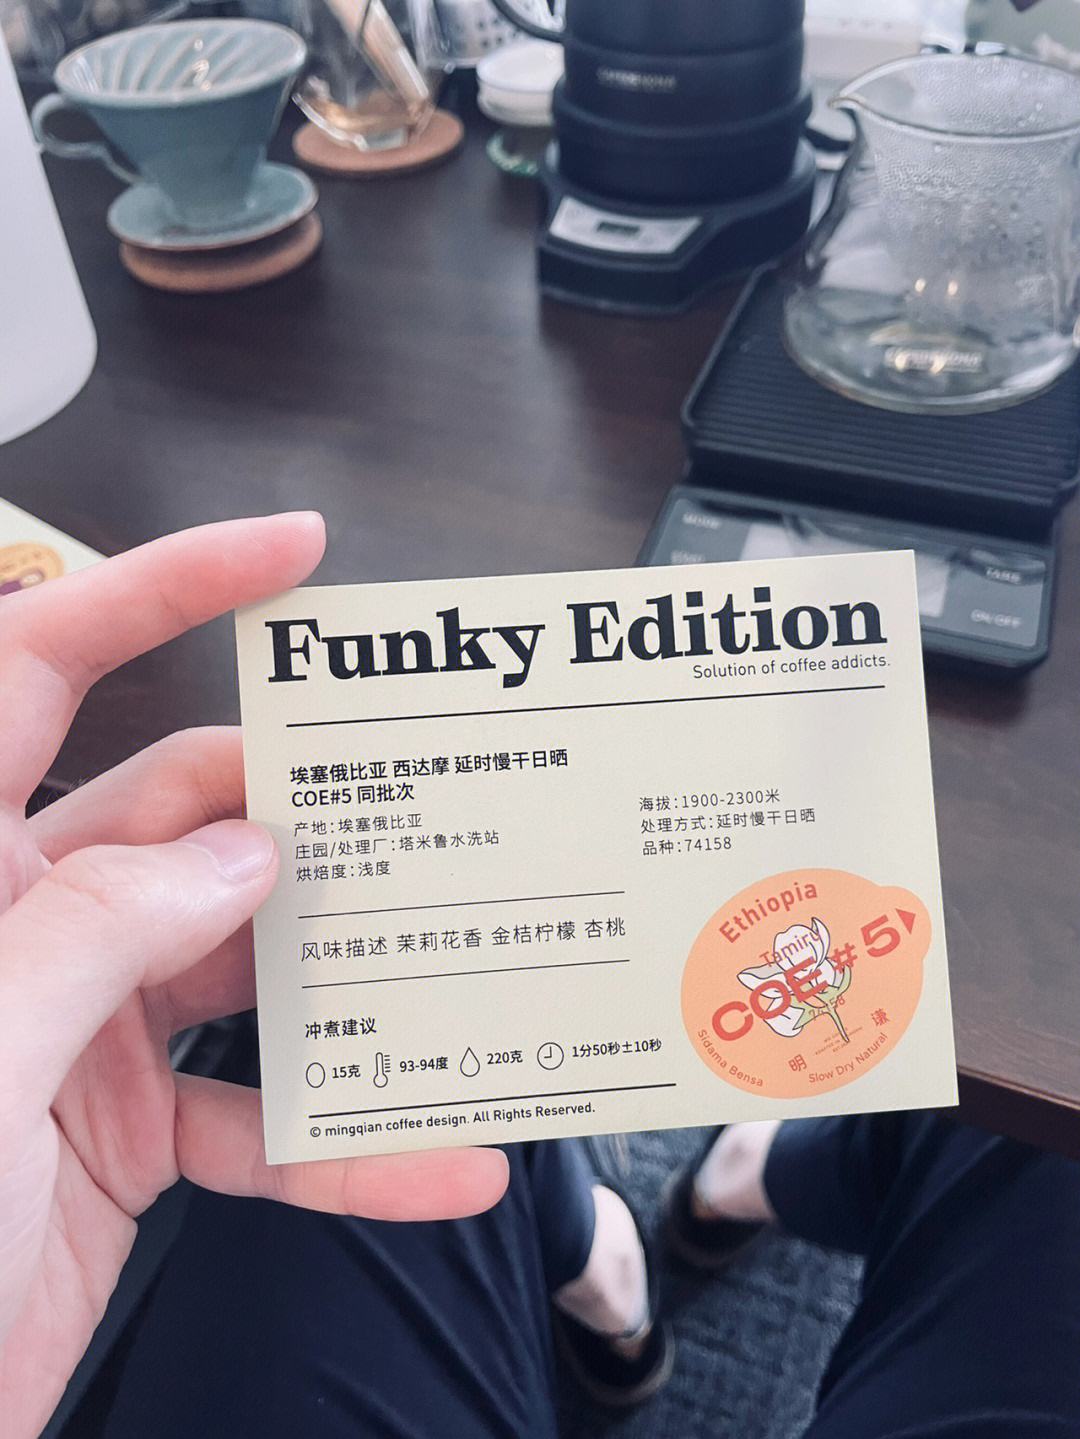 Funky Edition
Solution of coffee addicts.
埃塞俄比亚 西达摩 延时慢干日晒
COE#5 同批次
产地:埃塞俄比亚
庄园/处理厂:塔米鲁水洗站
烘焙度:浅度
海拔:1900-2300米
处理方式:延时慢干日晒
品种:74158
风味描述 茉莉花香 金桔柠檬 杏桃
冲煮建议
15克
93-94度
220克
1分50秒±10秒
© mingqian coffee design. All Rights Reserved.
Ethiopia
Tamiru
COE#5
74158
明 谦
Sidama Bensa
Slow Dry Natural
MODE
TARE
ON/OFF